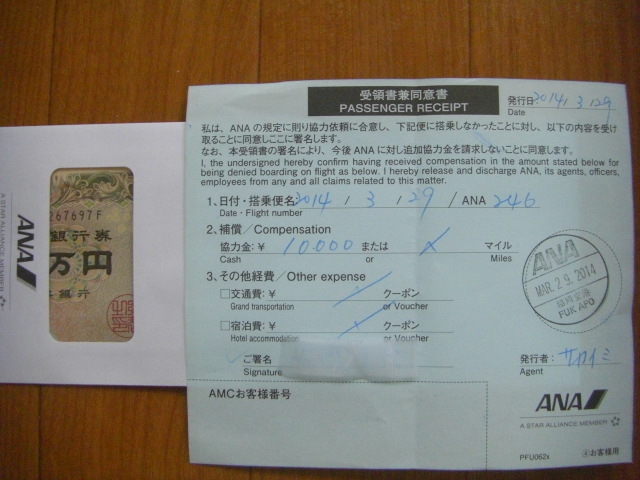 267697F
銀行券
万円
銀行
ANA
A STAR ALLIANCE MEMBER
受領書兼同意書
PASSENGER RECEIPT
発行日 2014 / 3 / 29
Date
私は、ANAの規定に則り協力依頼に合意し、下記便に搭乗しなかったことに対し、以下の内容を受け
取ることに同意しここに署名します。
なお、本受領書の署名により、今後ANAに対し追加協力金を請求しないことに同意します。
I, the undersigned hereby confirm having received compensation in the amount stated below for
being denied boarding on flight as below. I hereby release and discharge ANA, its agents, officers,
employees from any and all claims related to this matter.
1. 日付・搭乗便名 2014 / 3 / 29 / ANA 246
Date・Flight number
2. 補償/Compensation
協力金:¥ 10,000 または マイル
Cash or Miles
3. その他経費/Other expense
□交通費:¥ クーポン
Grand transportation or Voucher
□宿泊費:¥ クーポン
Hotel accommodation or Voucher
ご署名
Signature
ANA
MAR. 2 9. 2014
福岡空港
FUK APO
発行者:
Agent
AMCお客様番号
ANA
A STAR ALLIANCE MEMBER
PFU062x
④お客様用